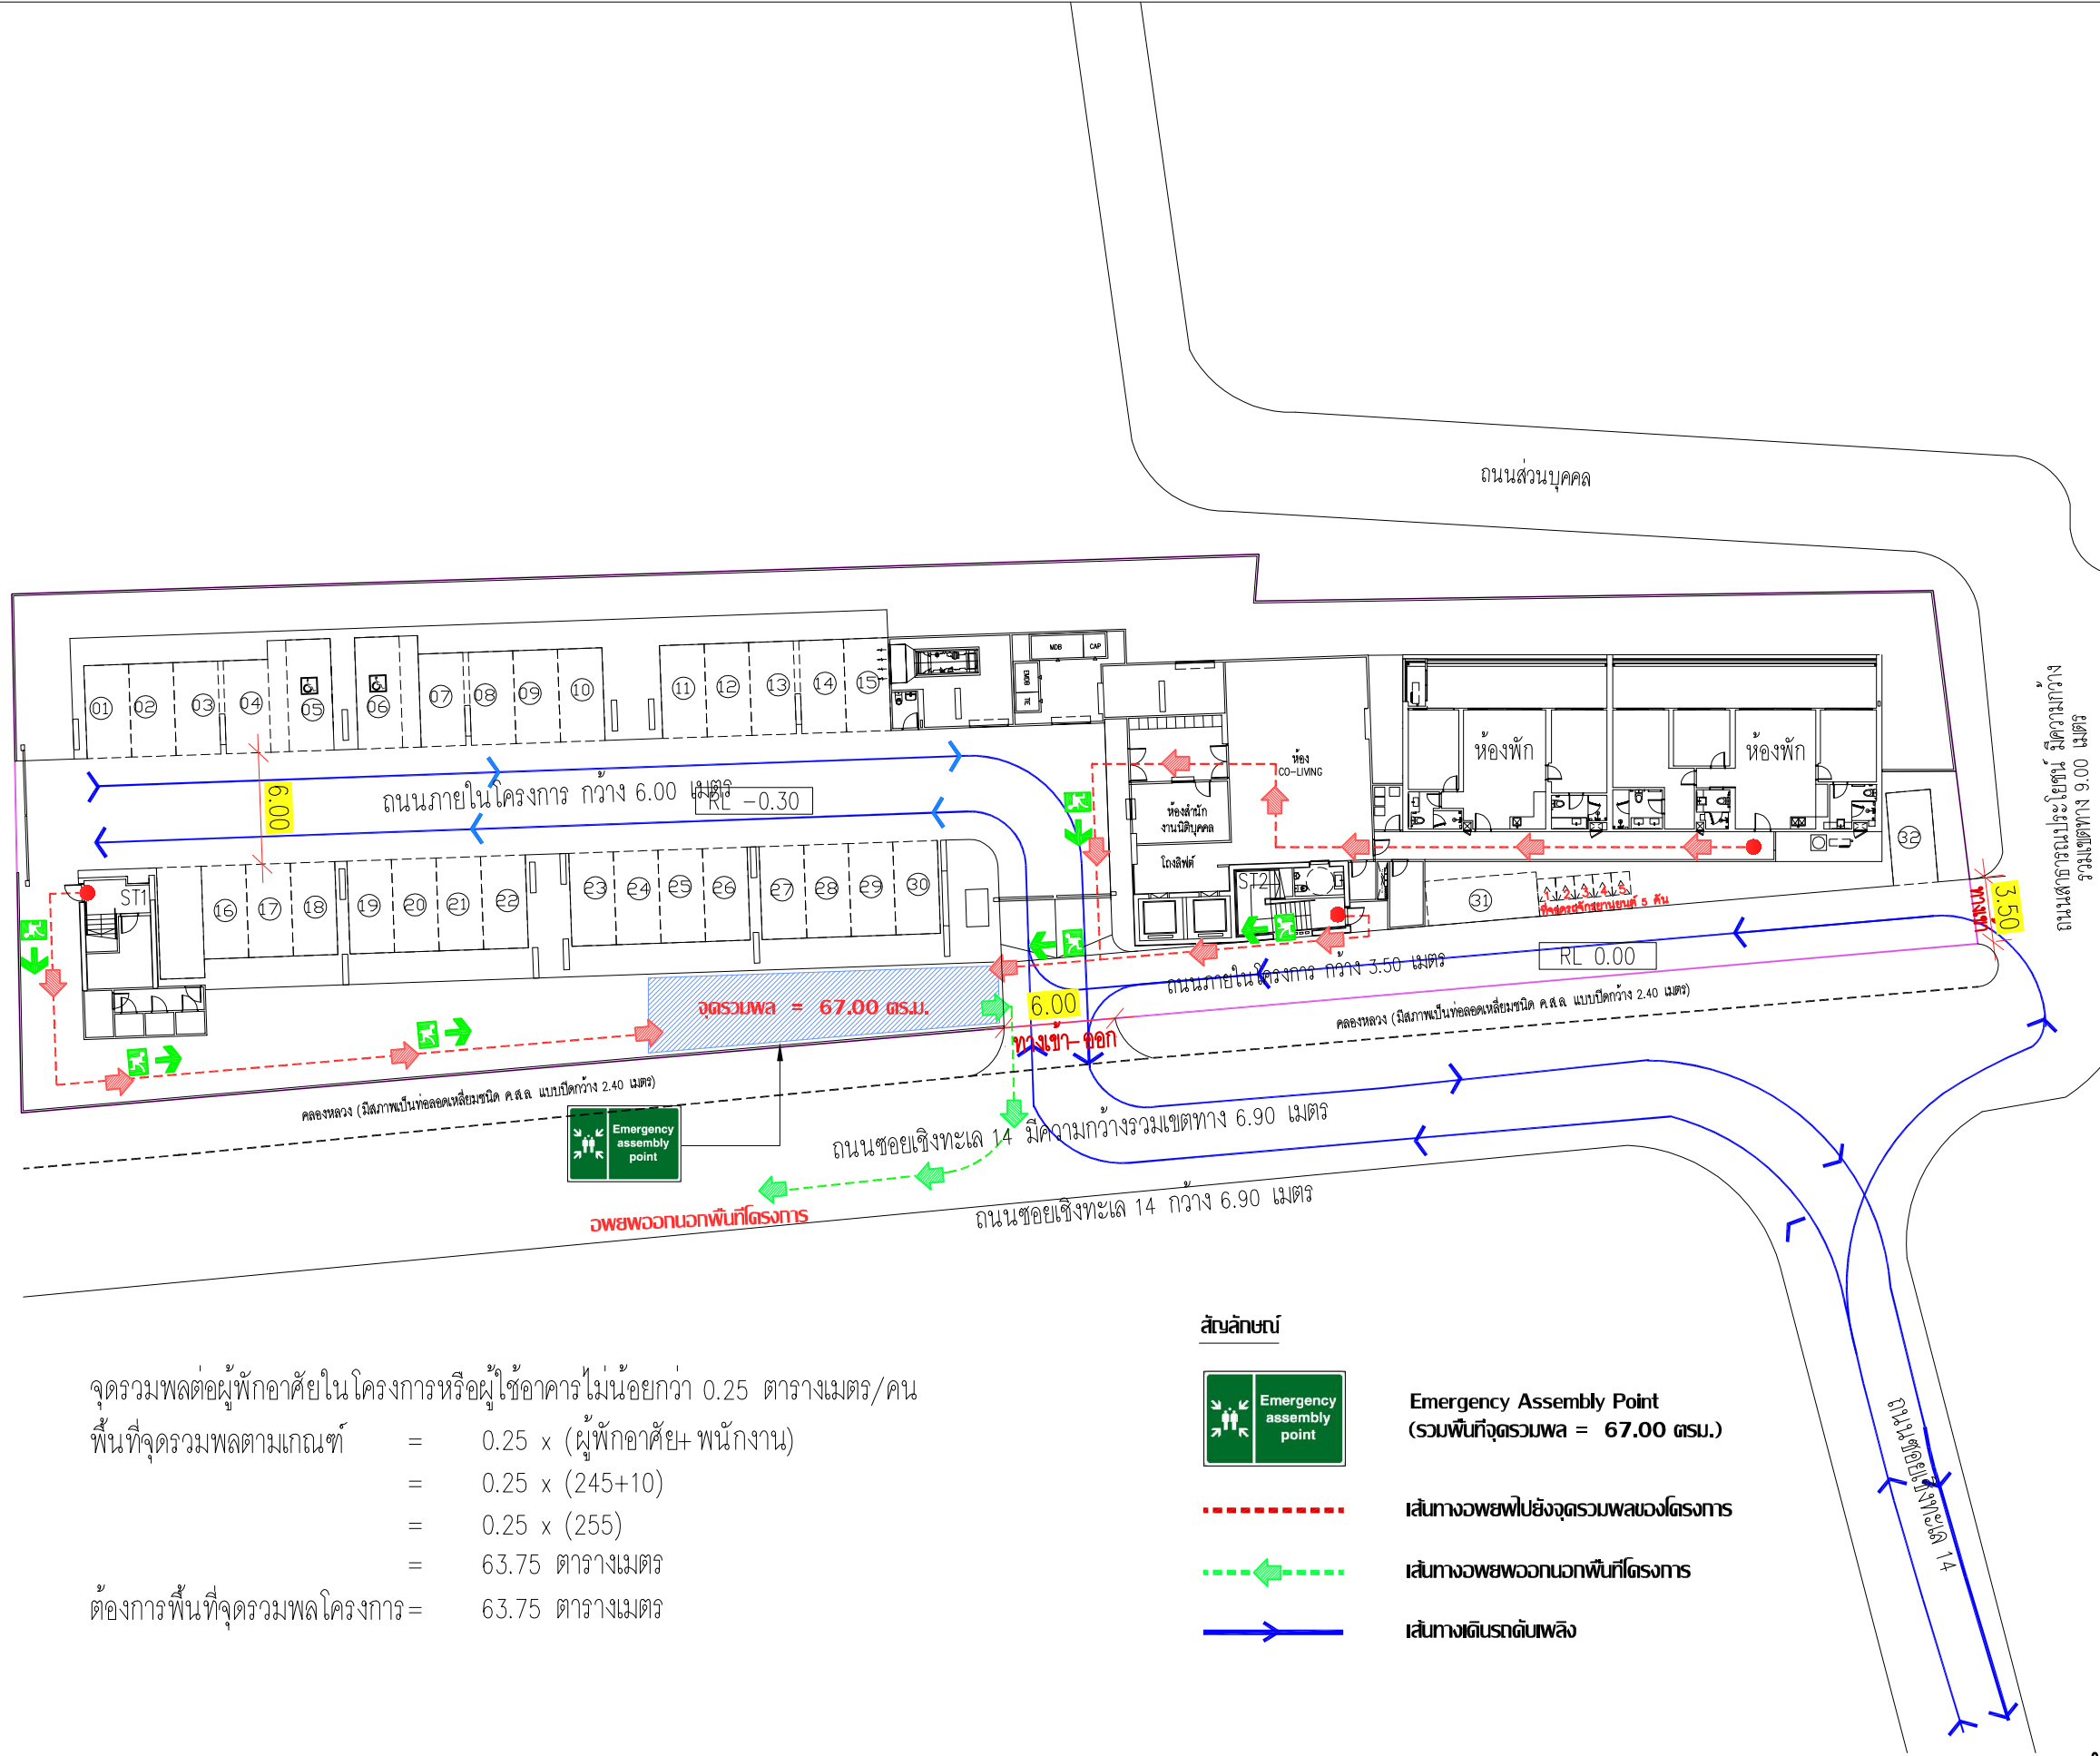 ถนนส่วนบุคคล
ถนนสาธารณประโยชน์ มีความกว้าง
รวมเขตทาง 6.00 เมตร
01
02
03
04
05
06
07
08
09
10
11
12
13
14
15
MDB
CAP
EMDB
TIE
ห้อง
CO-LIVING
ห้องพัก
ห้องพัก
ห้องสำนัก
งานนิติบุคคล
โถงลิฟต์
6.00
ถนนภายในโครงการ กว้าง 6.00 เมตร
RL -0.30
ST1
16
17
18
19
20
21
22
23
24
25
26
27
28
29
30
ST2
31
1 2 3 4 5
ที่จอดรถจักรยานยนต์ 5 คัน
32
ทางเข้า
3.50
RL 0.00
ถนนภายในโครงการ กว้าง 3.50 เมตร
คลองหลวง (มีสภาพเป็นท่อลอดเหลี่ยมชนิด ค.ส.ล. แบบปิดกว้าง 2.40 เมตร)
จุดรวมพล = 67.00 ตร.ม.
6.00
ทางเข้า-ออก
คลองหลวง (มีสภาพเป็นท่อลอดเหลี่ยมชนิด ค.ส.ล. แบบปิดกว้าง 2.40 เมตร)
Emergency
assembly
point
ถนนซอยเชิงทะเล 14 มีความกว้างรวมเขตทาง 6.90 เมตร
ถนนซอยเชิงทะเล 14 กว้าง 6.90 เมตร
อพยพออกนอกพื้นที่โครงการ
ถนนซอยเชิงทะเล 14
จุดรวมพลต่อผู้พักอาศัยในโครงการหรือผู้ใช้อาคารไม่น้อยกว่า 0.25 ตารางเมตร/คน
พื้นที่จุดรวมพลตามเกณฑ์ = 0.25 x (ผู้พักอาศัย+พนักงาน)
= 0.25 x (245+10)
= 0.25 x (255)
= 63.75 ตารางเมตร
ต้องการพื้นที่จุดรวมพลโครงการ = 63.75 ตารางเมตร
สัญลักษณ์
Emergency
assembly
point
Emergency Assembly Point
(รวมพื้นที่จุดรวมพล = 67.00 ตรม.)
เส้นทางอพยพไปยังจุดรวมพลของโครงการ
เส้นทางอพยพออกนอกพื้นที่โครงการ
เส้นทางเดินรถดับเพลิง